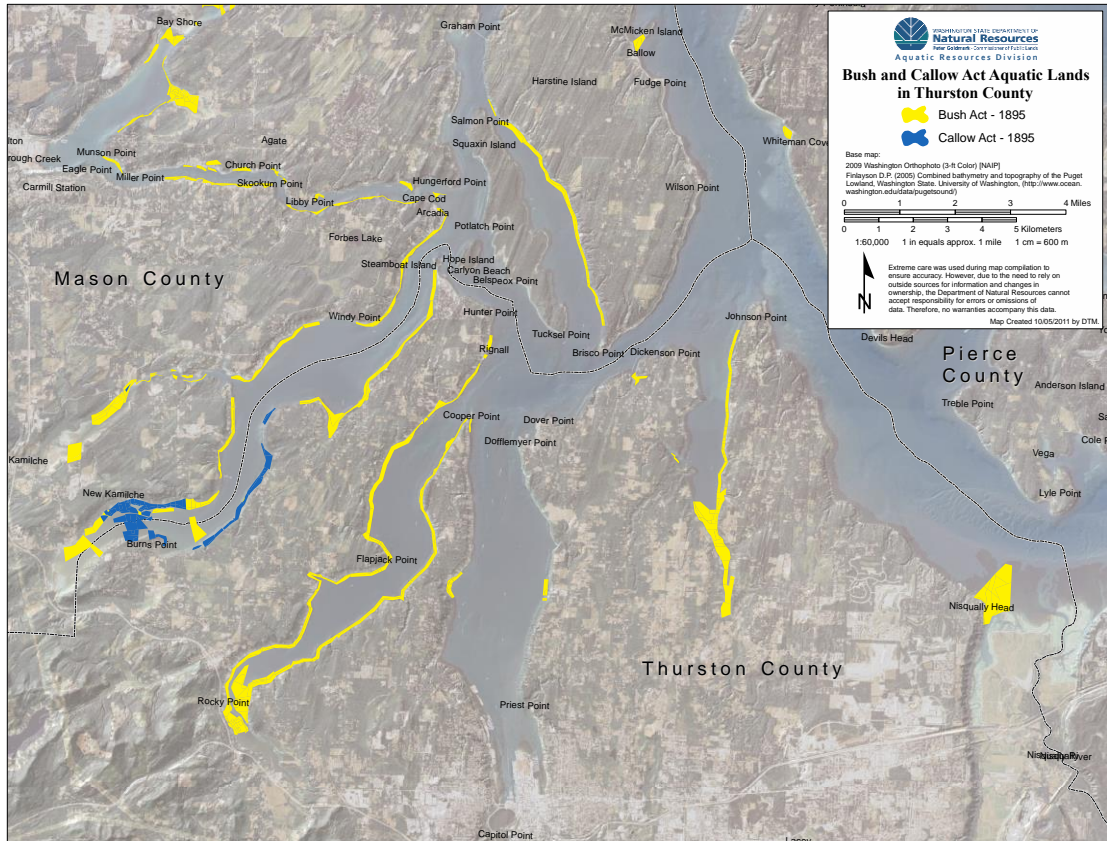 Bay Shore
Graham Point
McMicken Island
Ballow
Harstine Island
Fudge Point
Salmon Point
Squaxin Island
Agate
Munson Point
Eagle Point
Miller Point
Church Point
Skookum Point
Carmill Station
Libby Point
Hungerford Point
Cape Cod
Arcadia
Wilson Point
Whiteman Cove
Potlatch Point
Forbes Lake
Mason County
Steamboat Island
Hope Island
Carlyon Beach
Belspeox Point
Windy Point
Hunter Point
Tucksel Point
Johnson Point
Rignall
Brisco Point
Dickenson Point
Devils Head
Pierce
County
Anderson Island
Treble Point
Cooper Point
Dover Point
Dofflemyer Point
Kamilche
Vega
Lyle Point
New Kamilche
Burns Point
Flapjack Point
Nisqually Head
Thurston County
Rocky Point
Priest Point
Capitol Point
WASHINGTON STATE DEPARTMENT OF
Natural Resources
Peter Goldmark - Commissioner of Public Lands
Aquatic Resources Division
Bush and Callow Act Aquatic Lands
in Thurston County
Bush Act - 1895
Callow Act - 1895
Base map:
2009 Washington Orthophoto (3-ft Color) [NAIP]
Finlayson D.P. (2005) Combined bathymetry and topography of the Puget
Lowland, Washington State. University of Washington, (http://www.ocean.
washington.edu/data/pugetsound/)
0 1 2 3 4 Miles
0 1 2 3 4 5 Kilometers
1:60,000 1 in equals approx. 1 mile 1 cm = 600 m
N
Extreme care was used during map compilation to
ensure accuracy. However, due to the need to rely on
outside sources for information and changes in
ownership, the Department of Natural Resources cannot
accept responsibility for errors or omissions of
data. Therefore, no warranties accompany this data.
Map Created 10/05/2011 by DTM.